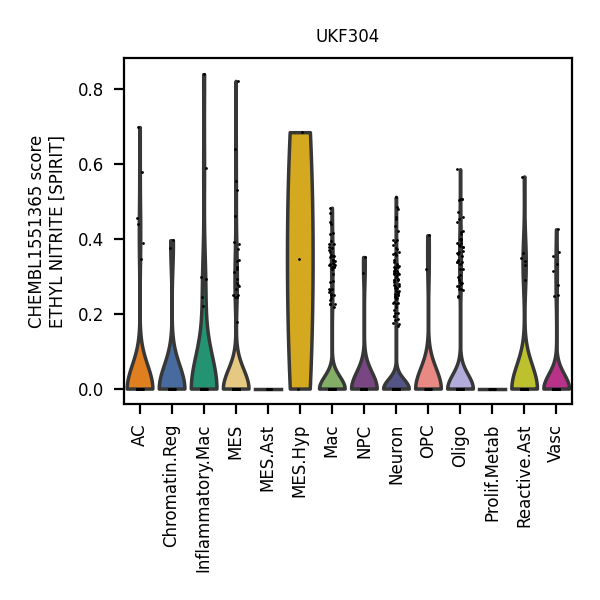 UKF304
CHEMBL1551365 score
ETHYL NITRITE [SPIRIT]
0.8
0.6
0.4
0.2
0.0
AC
Chromatin.Reg
Inflammatory.Mac
MES
MES.Ast
MES.Hyp
Mac
NPC
Neuron
OPC
Oligo
Prolif.Metab
Reactive.Ast
Vasc